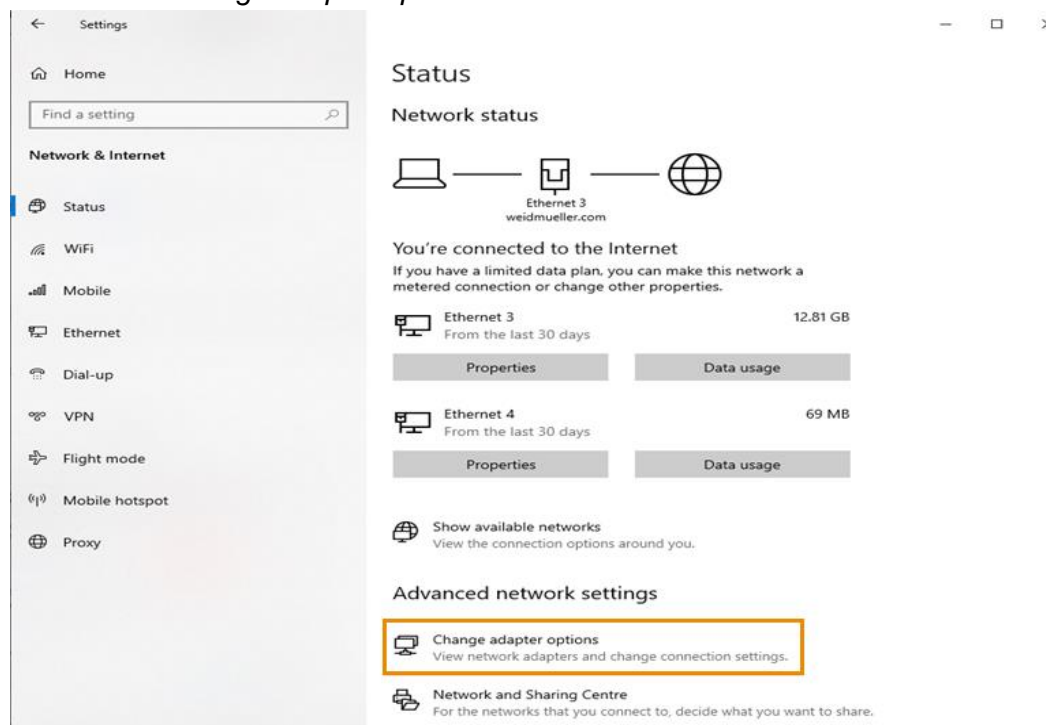 Settings
Home
Find a setting
Network & Internet
Status
WiFi
Mobile
Ethernet
Dial-up
VPN
Flight mode
Mobile hotspot
Proxy
Status
Network status
Ethernet 3
weidmueller.com
You're connected to the Internet
If you have a limited data plan, you can make this network a
metered connection or change other properties.
Ethernet 3 12.81 GB
From the last 30 days
Properties Data usage
Ethernet 4 69 MB
From the last 30 days
Properties Data usage
Show available networks
View the connection options around you.
Advanced network settings
Change adapter options
View network adapters and change connection settings.
Network and Sharing Centre
For the networks that you connect to, decide what you want to share.